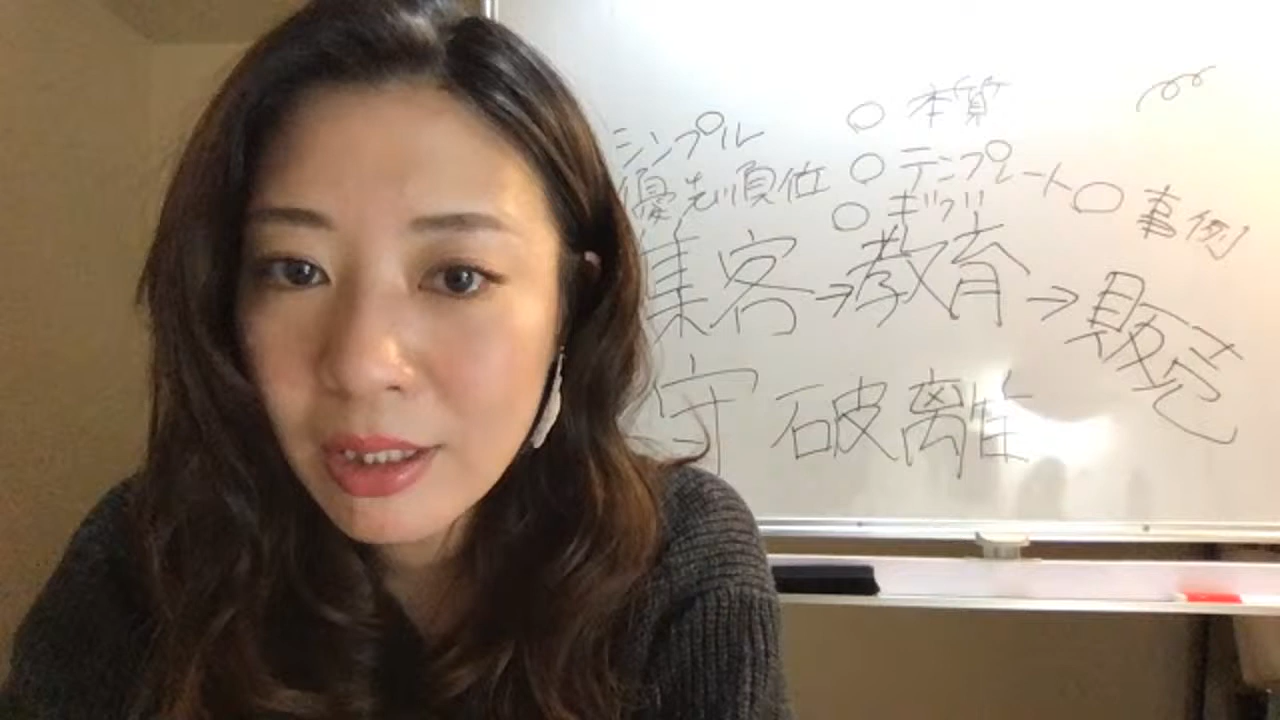 シンプル
優先順位
○ 本質
○ テンプレート
○ ギブ
○ 事例
集客→教育→販売
守破離